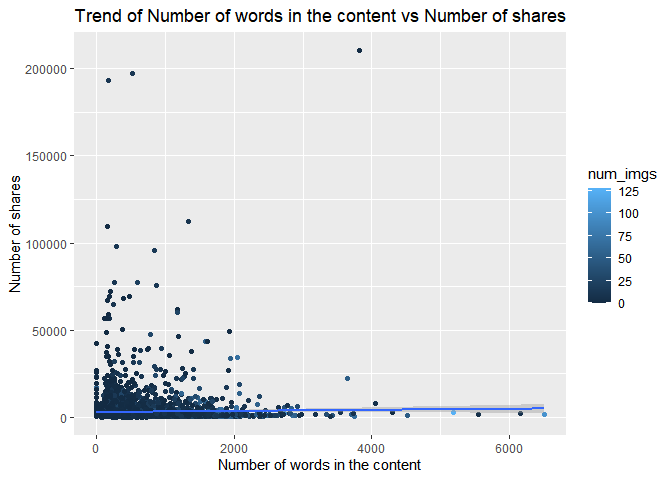 Trend of Number of words in the content vs Number of shares
Number of shares
200000
150000
100000
50000
0
0 2000 4000 6000
Number of words in the content
num_imgs
125
100
75
50
25
0